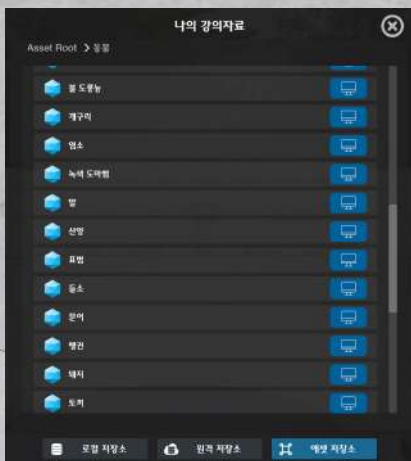 나의 강의자료
Asset Root > 동물
불 도롱뇽
개구리
염소
녹색 도마뱀
말
산양
표범
들소
문어
펭귄
돼지
토끼
로컬 저장소
원격 저장소
에셋 저장소